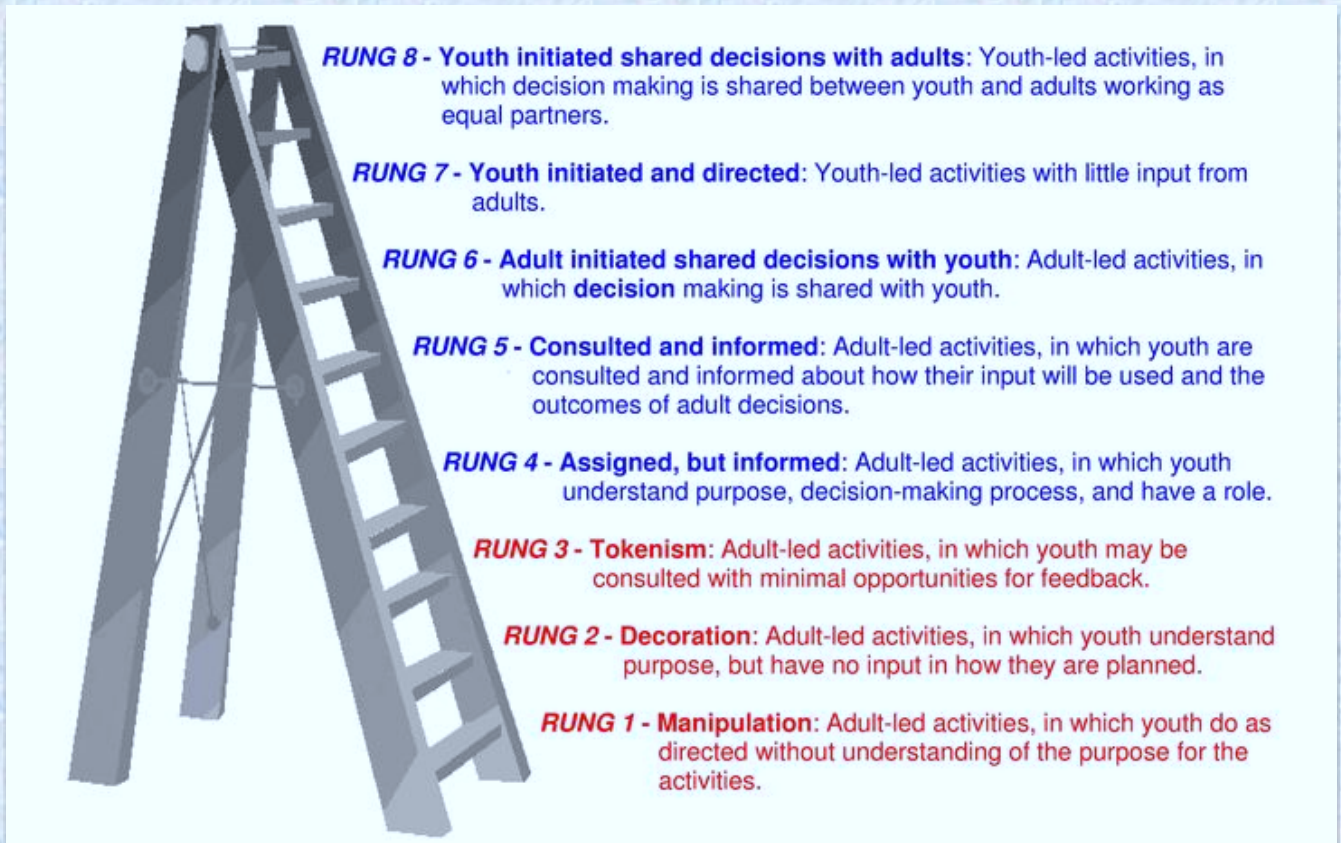 RUNG 8 - Youth initiated shared decisions with adults: Youth-led activities, in
which decision making is shared between youth and adults working as
equal partners.
RUNG 7 - Youth initiated and directed: Youth-led activities with little input from
adults.
RUNG 6 - Adult initiated shared decisions with youth: Adult-led activities, in
which decision making is shared with youth.
RUNG 5 - Consulted and informed: Adult-led activities, in which youth are
consulted and informed about how their input will be used and the
outcomes of adult decisions.
RUNG 4 - Assigned, but informed: Adult-led activities, in which youth
understand purpose, decision-making process, and have a role.
RUNG 3 - Tokenism: Adult-led activities, in which youth may be
consulted with minimal opportunities for feedback.
RUNG 2 - Decoration: Adult-led activities, in which youth understand
purpose, but have no input in how they are planned.
RUNG 1 - Manipulation: Adult-led activities, in which youth do as
directed without understanding of the purpose for the
activities.